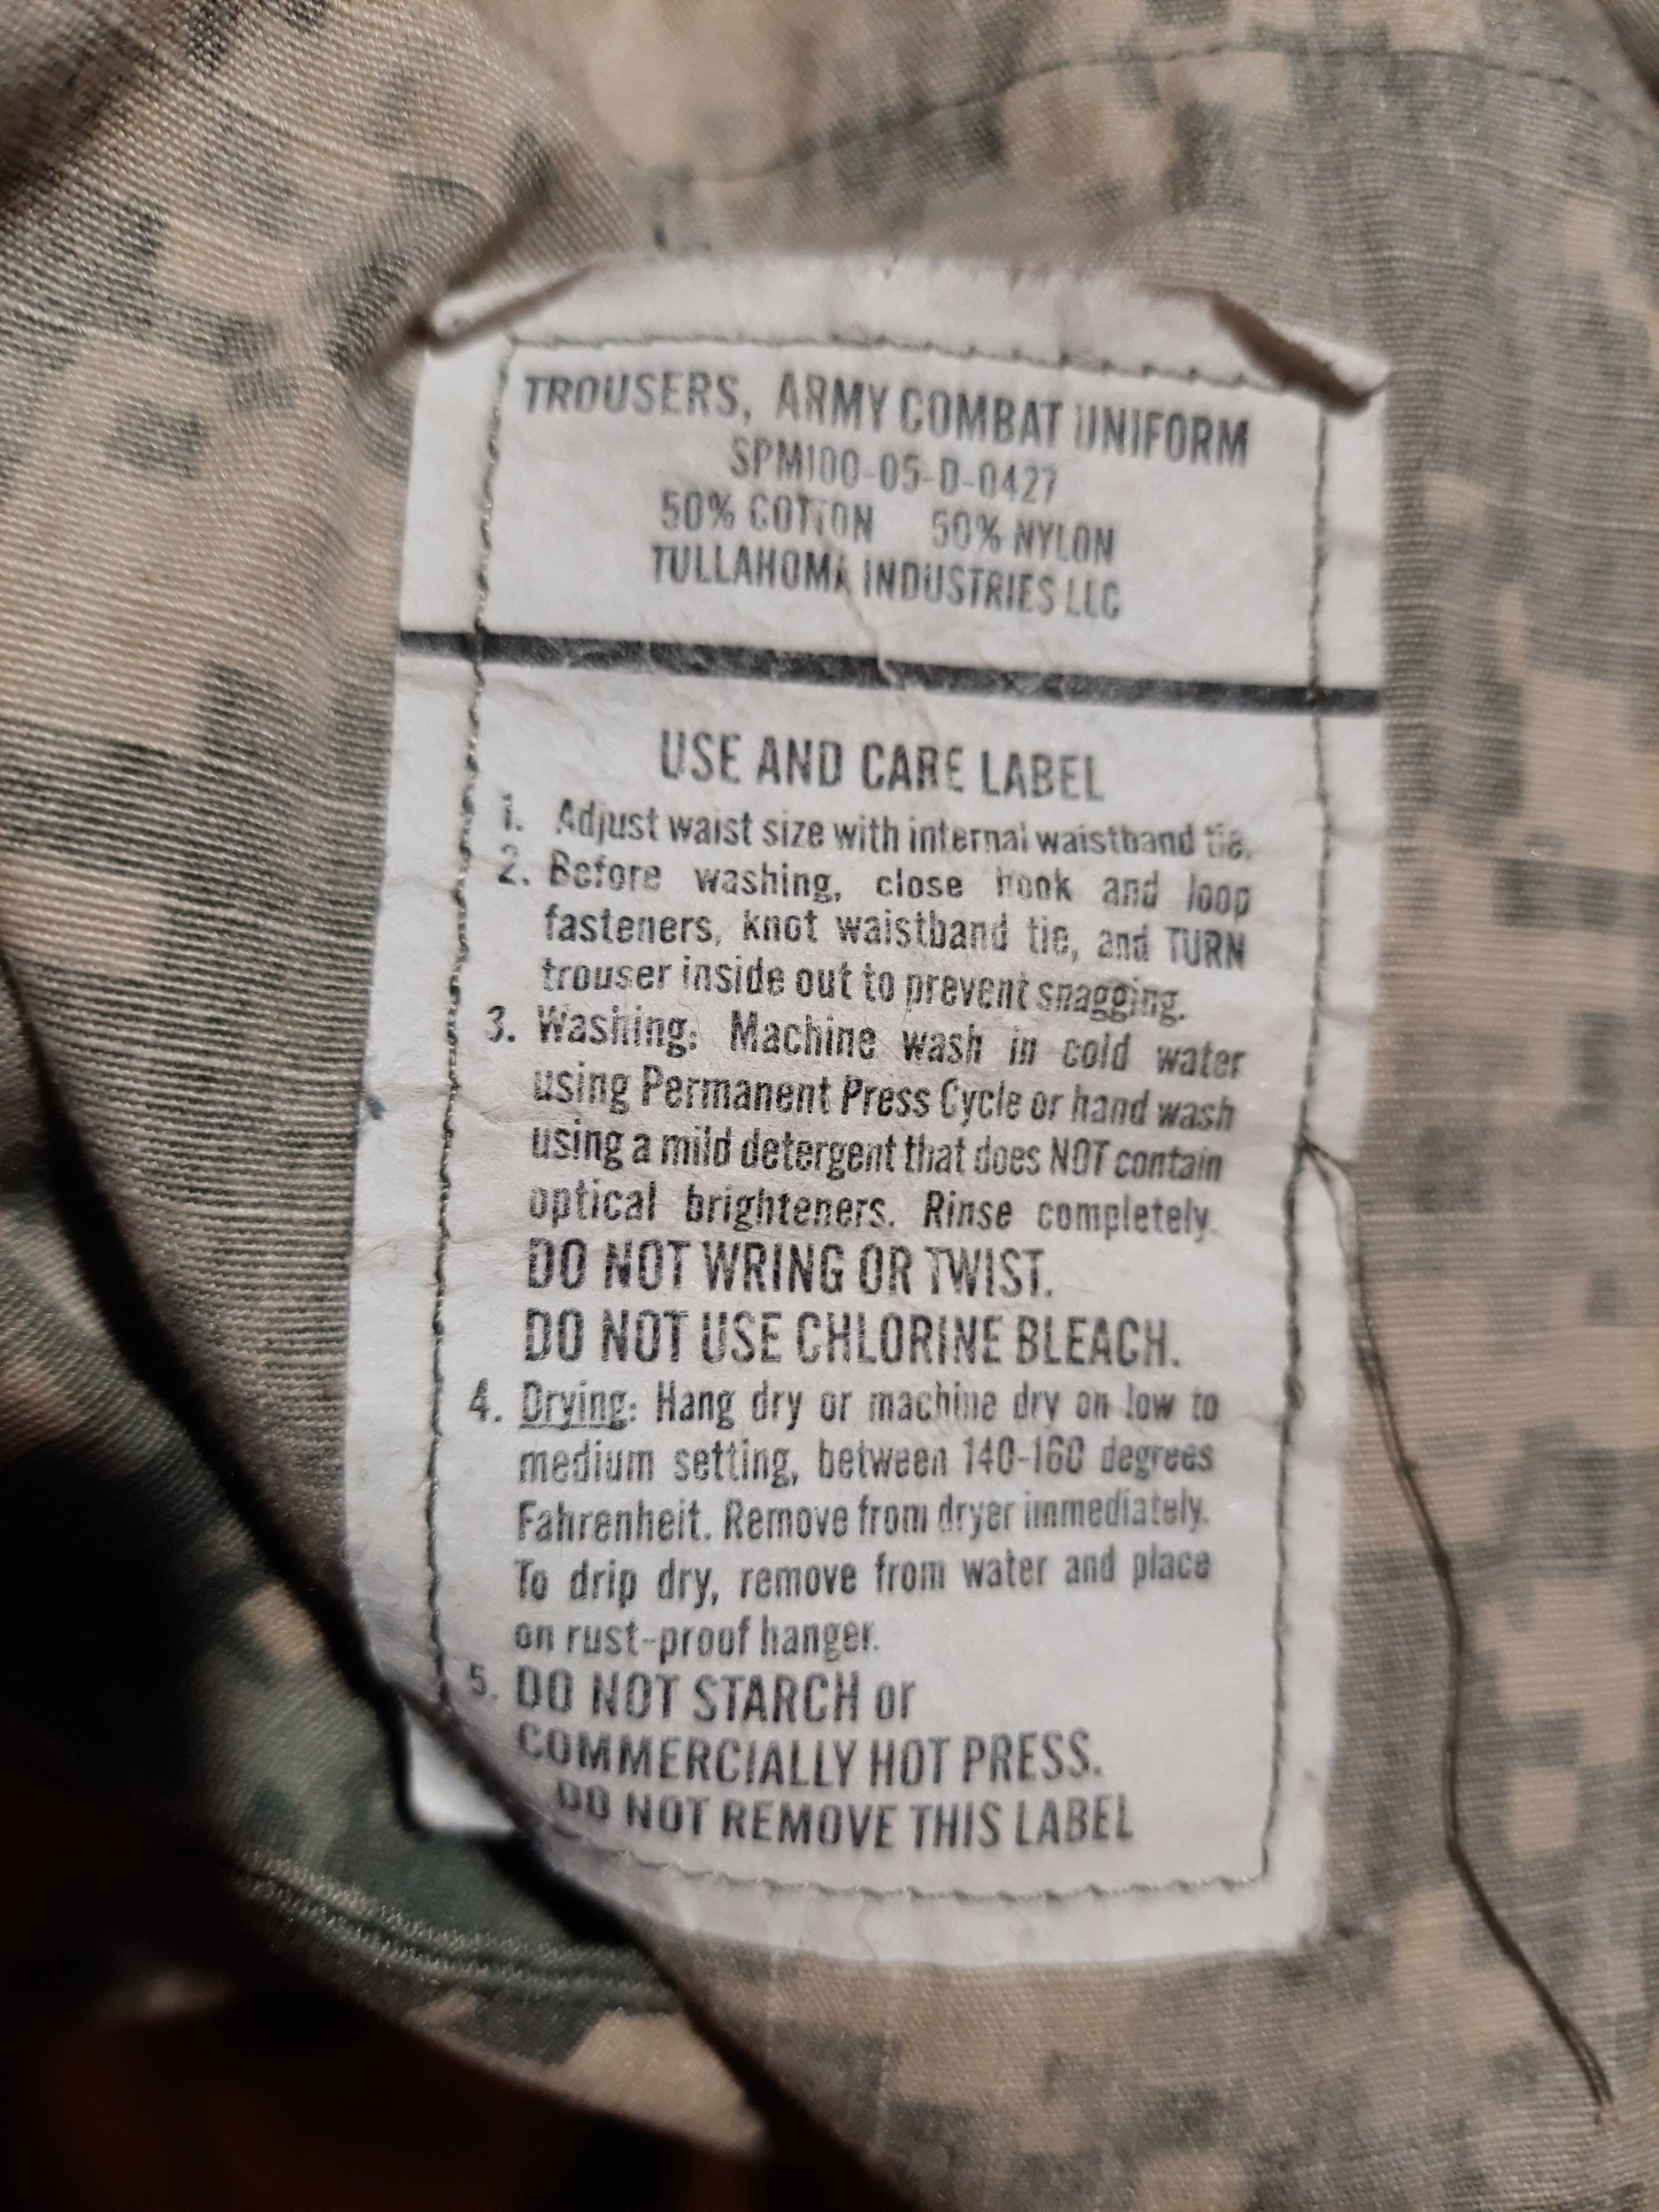 TROUSERS, ARMY COMBAT UNIFORM
SPM100-05-D-0427
50% COTTON 50% NYLON
TULLAHOMA INDUSTRIES LLC
USE AND CARE LABEL
1. Adjust waist size with internal waistband tie.
2. Before washing, close hook and loop
fasteners, knot waistband tie, and TURN
trouser inside out to prevent snagging.
3. Washing: Machine wash in cold water
using Permanent Press Cycle or hand wash
using a mild detergent that does NOT contain
optical brighteners. Rinse completely.
DO NOT WRING OR TWIST.
DO NOT USE CHLORINE BLEACH.
4. Drying: Hang dry or machine dry on low to
medium setting, between 140-160 degrees
Fahrenheit. Remove from dryer immediately.
To drip dry, remove from water and place
on rust-proof hanger.
5. DO NOT STARCH or
COMMERCIALLY HOT PRESS.
DO NOT REMOVE THIS LABEL